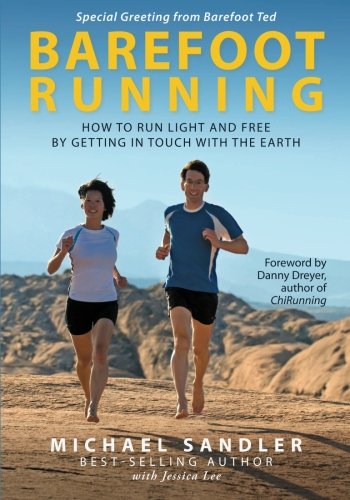 Special Greeting from Barefoot Ted
BAREFOOT
RUNNING
HOW TO RUN LIGHT AND FREE
BY GETTING IN TOUCH WITH THE EARTH
Foreword by
Danny Dreyer,
author of
ChiRunning
MICHAEL SANDLER
BEST-SELLING AUTHOR
with Jessica Lee